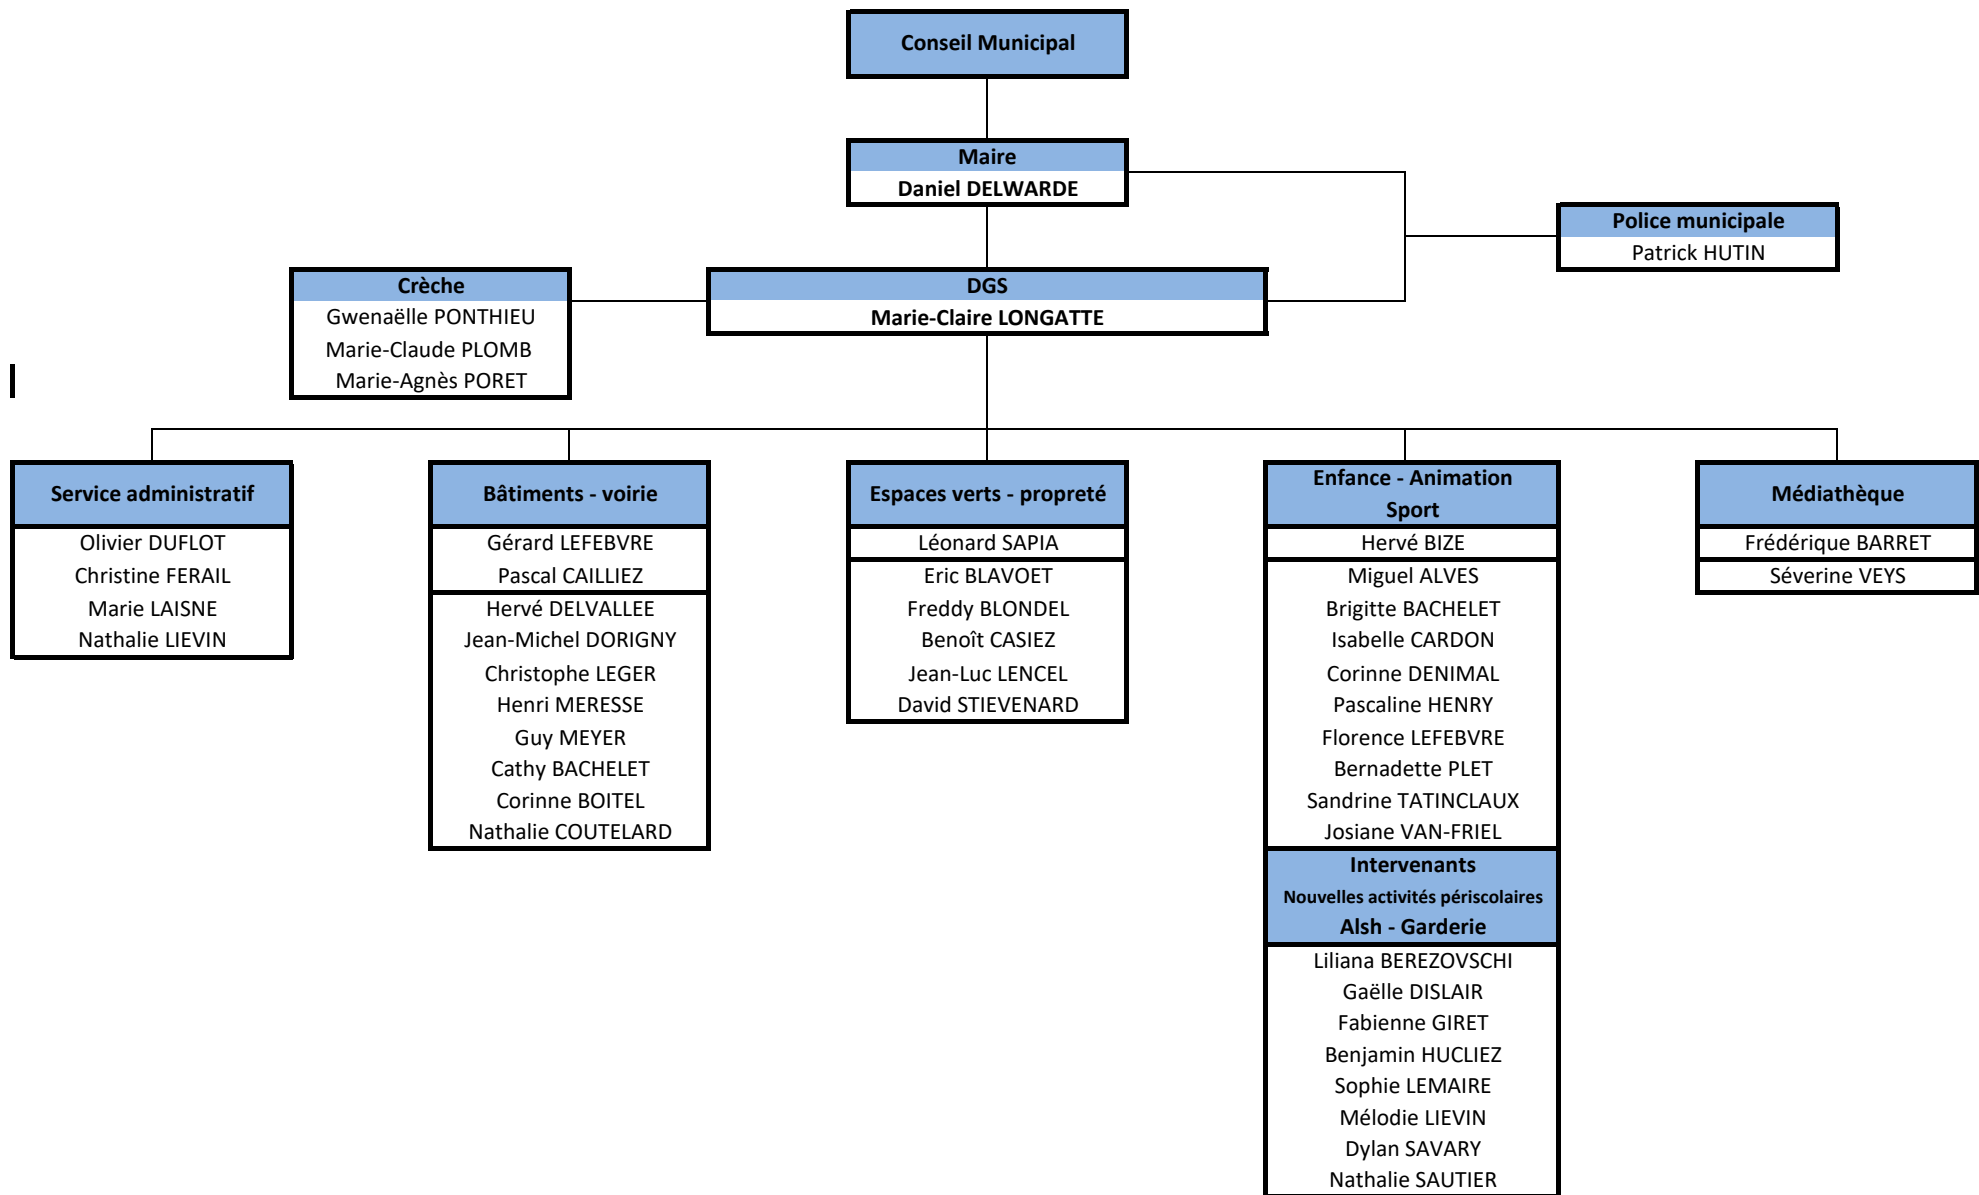 Conseil Municipal
Maire
Daniel DELWARDE
Police municipale
Patrick HUTIN
Crèche
Gwenaëlle PONTHIEU
Marie-Claude PLOMB
Marie-Agnès PORET
DGS
Marie-Claire LONGATTE
Service administratif
Olivier DUFLOT
Christine FERAIL
Marie LAISNE
Nathalie LIEVIN
Bâtiments - voirie
Gérard LEFEBVRE
Pascal CAILLIEZ
Hervé DELVALLEE
Jean-Michel DORIGNY
Christophe LEGER
Henri MERESSE
Guy MEYER
Cathy BACHELET
Corinne BOITEL
Nathalie COUTELARD
Espaces verts - propreté
Léonard SAPIA
Eric BLAVOET
Freddy BLONDEL
Benoît CASIEZ
Jean-Luc LENCEL
David STIEVENARD
Enfance - Animation
Sport
Hervé BIZE
Miguel ALVES
Brigitte BACHELET
Isabelle CARDON
Corinne DENIMAL
Pascaline HENRY
Florence LEFEBVRE
Bernadette PLET
Sandrine TATINCLAUX
Josiane VAN-FRIEL
Intervenants
Nouvelles activités périscolaires
Alsh - Garderie
Liliana BEREZOVSCHI
Gaëlle DISLAIR
Fabienne GIRET
Benjamin HUCLIEZ
Sophie LEMAIRE
Mélodie LIEVIN
Dylan SAVARY
Nathalie SAUTIER
Médiathèque
Frédérique BARRET
Séverine VEYS